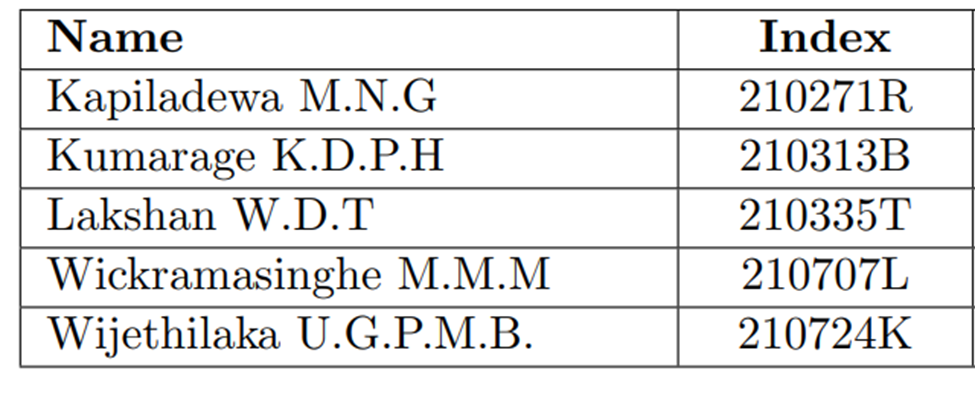 Name Index
Kapiladewa M.N.G 210271R
Kumarage K.D.P.H 210313B
Lakshan W.D.T 210335T
Wickramasinghe M.M.M 210707L
Wijethilaka U.G.P.M.B. 210724K